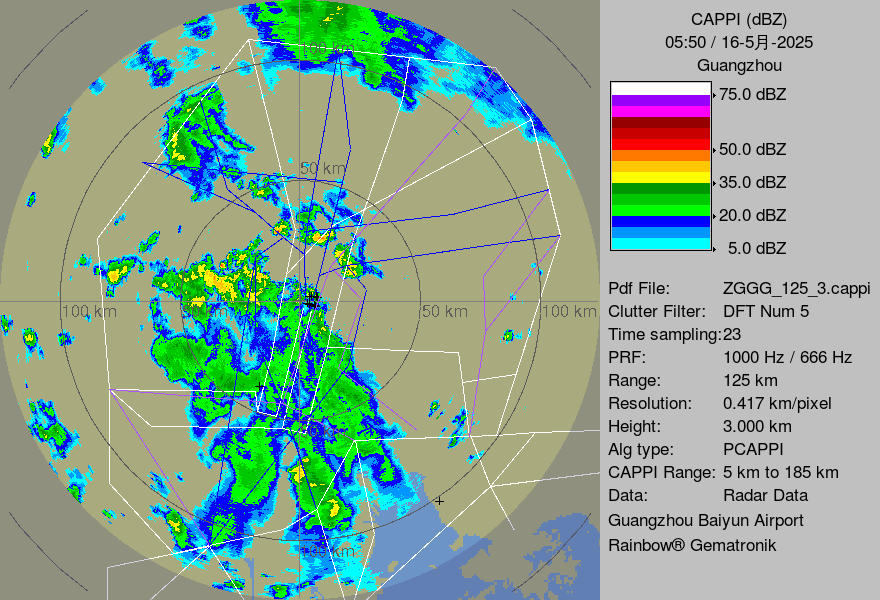 CAPPI (dBZ)
05:50 / 16-5月-2025
Guangzhou
75.0 dBZ
50.0 dBZ
35.0 dBZ
20.0 dBZ
5.0 dBZ
Pdf File: ZGGG_125_3.cappi
Clutter Filter: DFT Num 5
Time sampling:23
PRF: 1000 Hz / 666 Hz
Range: 125 km
Resolution: 0.417 km/pixel
Height: 3.000 km
Alg type: PCAPPI
CAPPI Range: 5 km to 185 km
Data: Radar Data
Guangzhou Baiyun Airport
Rainbow® Gematronik
100 km
50 km
100 km
50 km
50 km
100 km
100 km